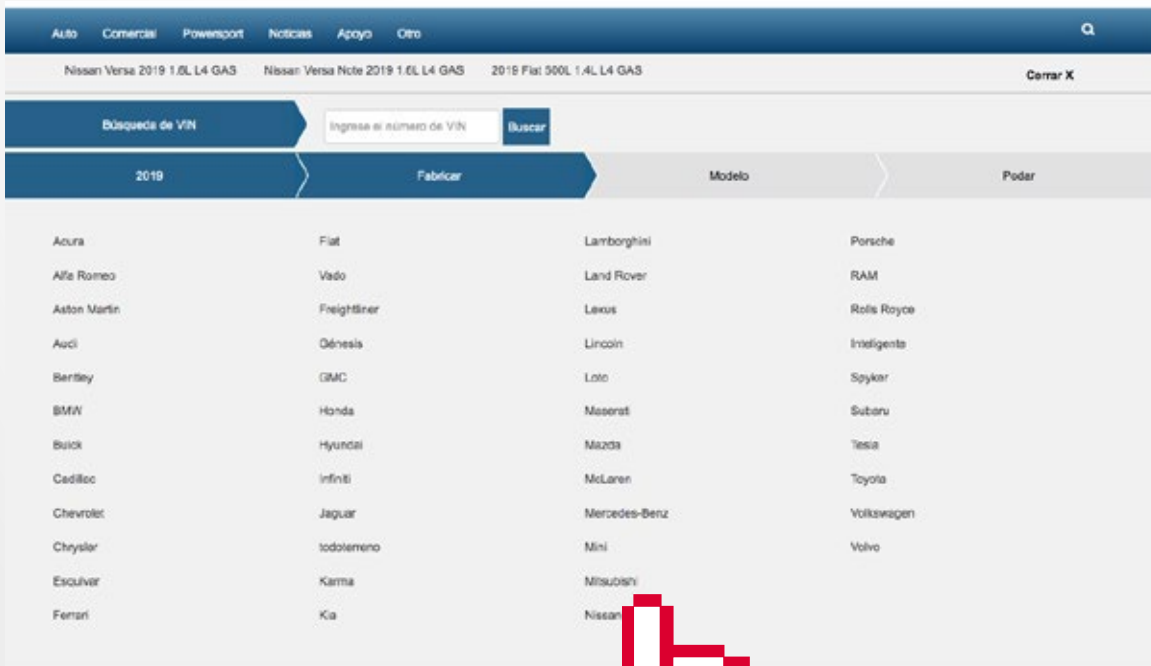 Auto Comercial Powersport Noticias Apoyo Otro
Nissan Versa 2019 1.6L L4 GAS Nissan Versa Note 2019 1.6L L4 GAS 2019 Fiat 500L 1.4L L4 GAS Cerrar X
Búsqueda de VIN Ingrese el número de VIN Buscar
2019 Fabricar Modelo Podar
Acura Fiat Lamborghini Porsche
Alfa Romeo Vado Land Rover RAM
Aston Martin Freightliner Lexus Rolls Royce
Audi Génesis Lincoln Inteligente
Bentley GMC Loto Spyker
BMW Honda Maserati Subaru
Buick Hyundai Mazda Tesla
Cadillac Infiniti McLaren Toyota
Chevrolet Jaguar Mercedes-Benz Volkswagen
Chrysler todoterreno Mini Volvo
Esquivar Karma Mitsubishi
Ferrari Kia Nissan